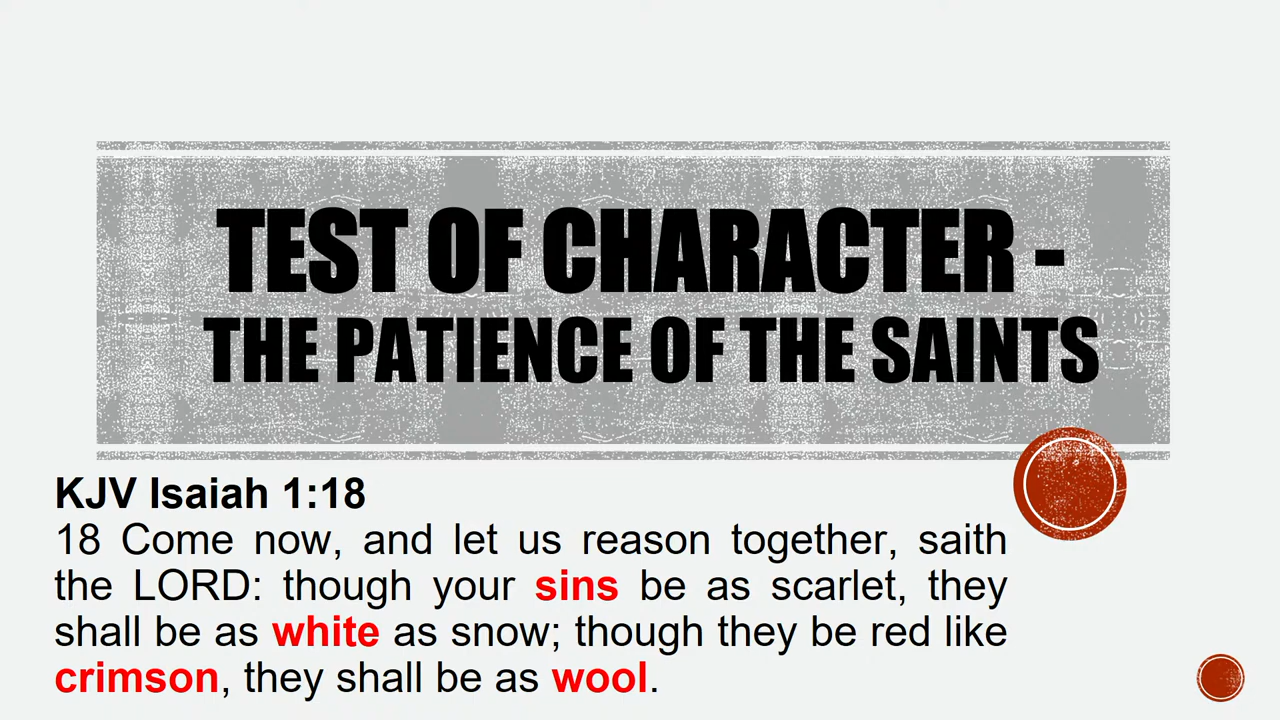 TEST OF CHARACTER -
THE PATIENCE OF THE SAINTS
KJV Isaiah 1:18
18 Come now, and let us reason together, saith
the LORD: though your sins be as scarlet, they
shall be as white as snow; though they be red like
crimson, they shall be as wool.